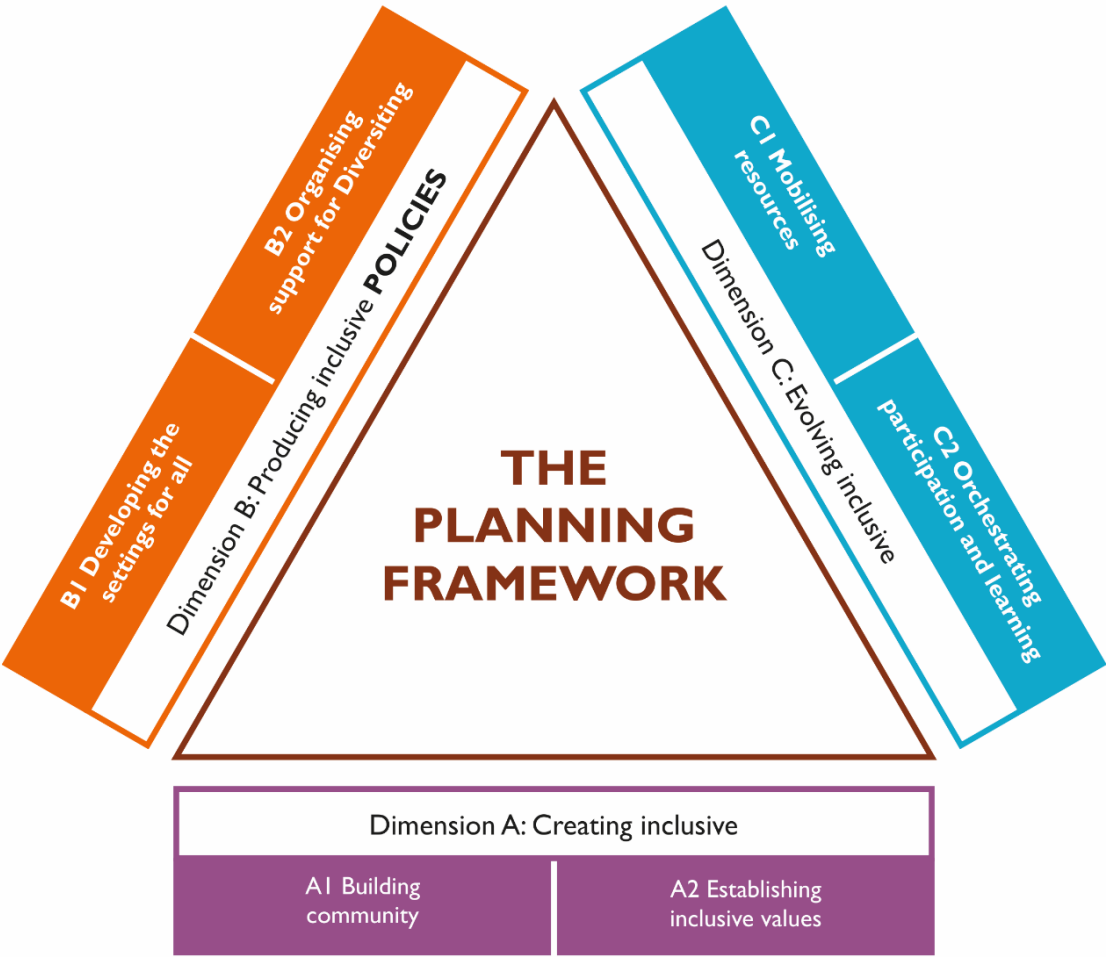 B2 Organising
support for Diversiting
B1 Developing the
settings for all
Dimension B: Producing inclusive POLICIES
C1 Mobilising
resources
C2 Orchestrating
participation and learning
Dimension C: Evolving inclusive
THE
PLANNING
FRAMEWORK
Dimension A: Creating inclusive
A1 Building
community
A2 Establishing
inclusive values